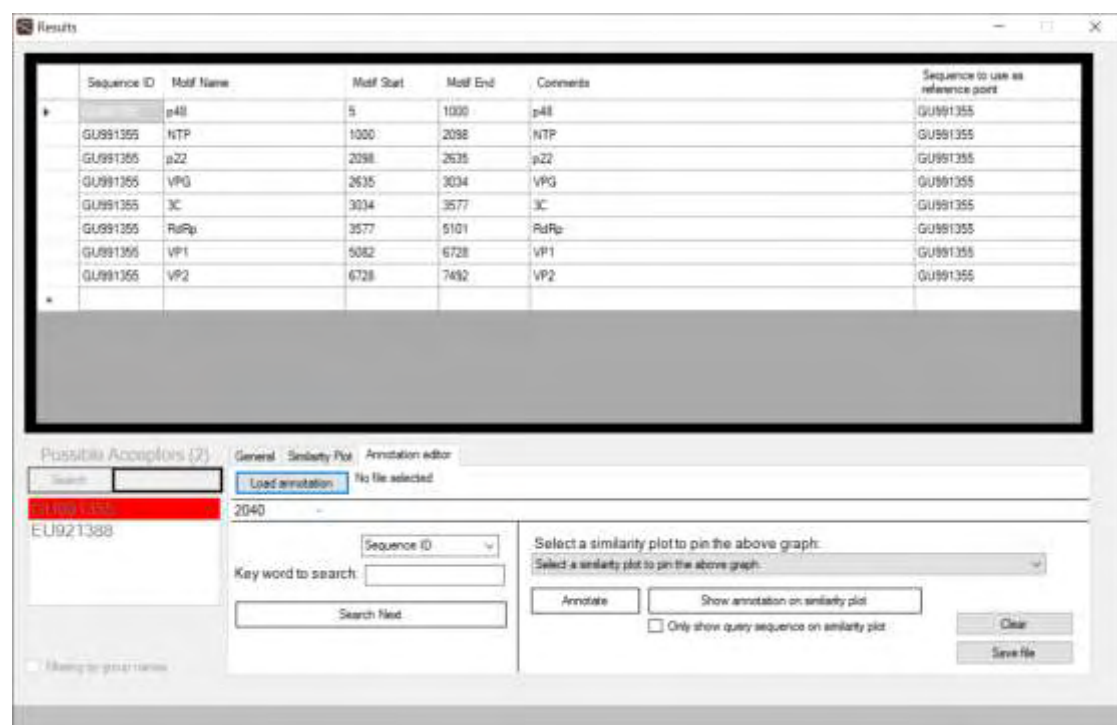 Results
Sequence ID Motif Name Motif Start Motif End Comments Sequence to use as
reference point
p48 5 1000 p48 GU991355
GU991355 NTP 1000 2098 NTP GU991355
GU991355 p22 2098 2635 p22 GU991355
GU991355 VPG 2635 3034 VPG GU991355
GU991355 3C 3034 3577 3C GU991355
GU991355 RdRp 3577 5101 RdRp GU991355
GU991355 VP1 5082 6728 VP1 GU991355
GU991355 VP2 6728 7492 VP2 GU991355
Possible Acceptors (2) General Similarity Plot Annotation editor
Search Load annotation No file selected
GU991355 2040 -
EU921388
Sequence ID
Key word to search:
Search Next
Select a similarity plot to pin the above graph:
Select a similarity plot to pin the above graph.
Annotate Show annotation on similarity plot
Only show query sequence on similarity plot
Clear
Save file
Filtering by group names